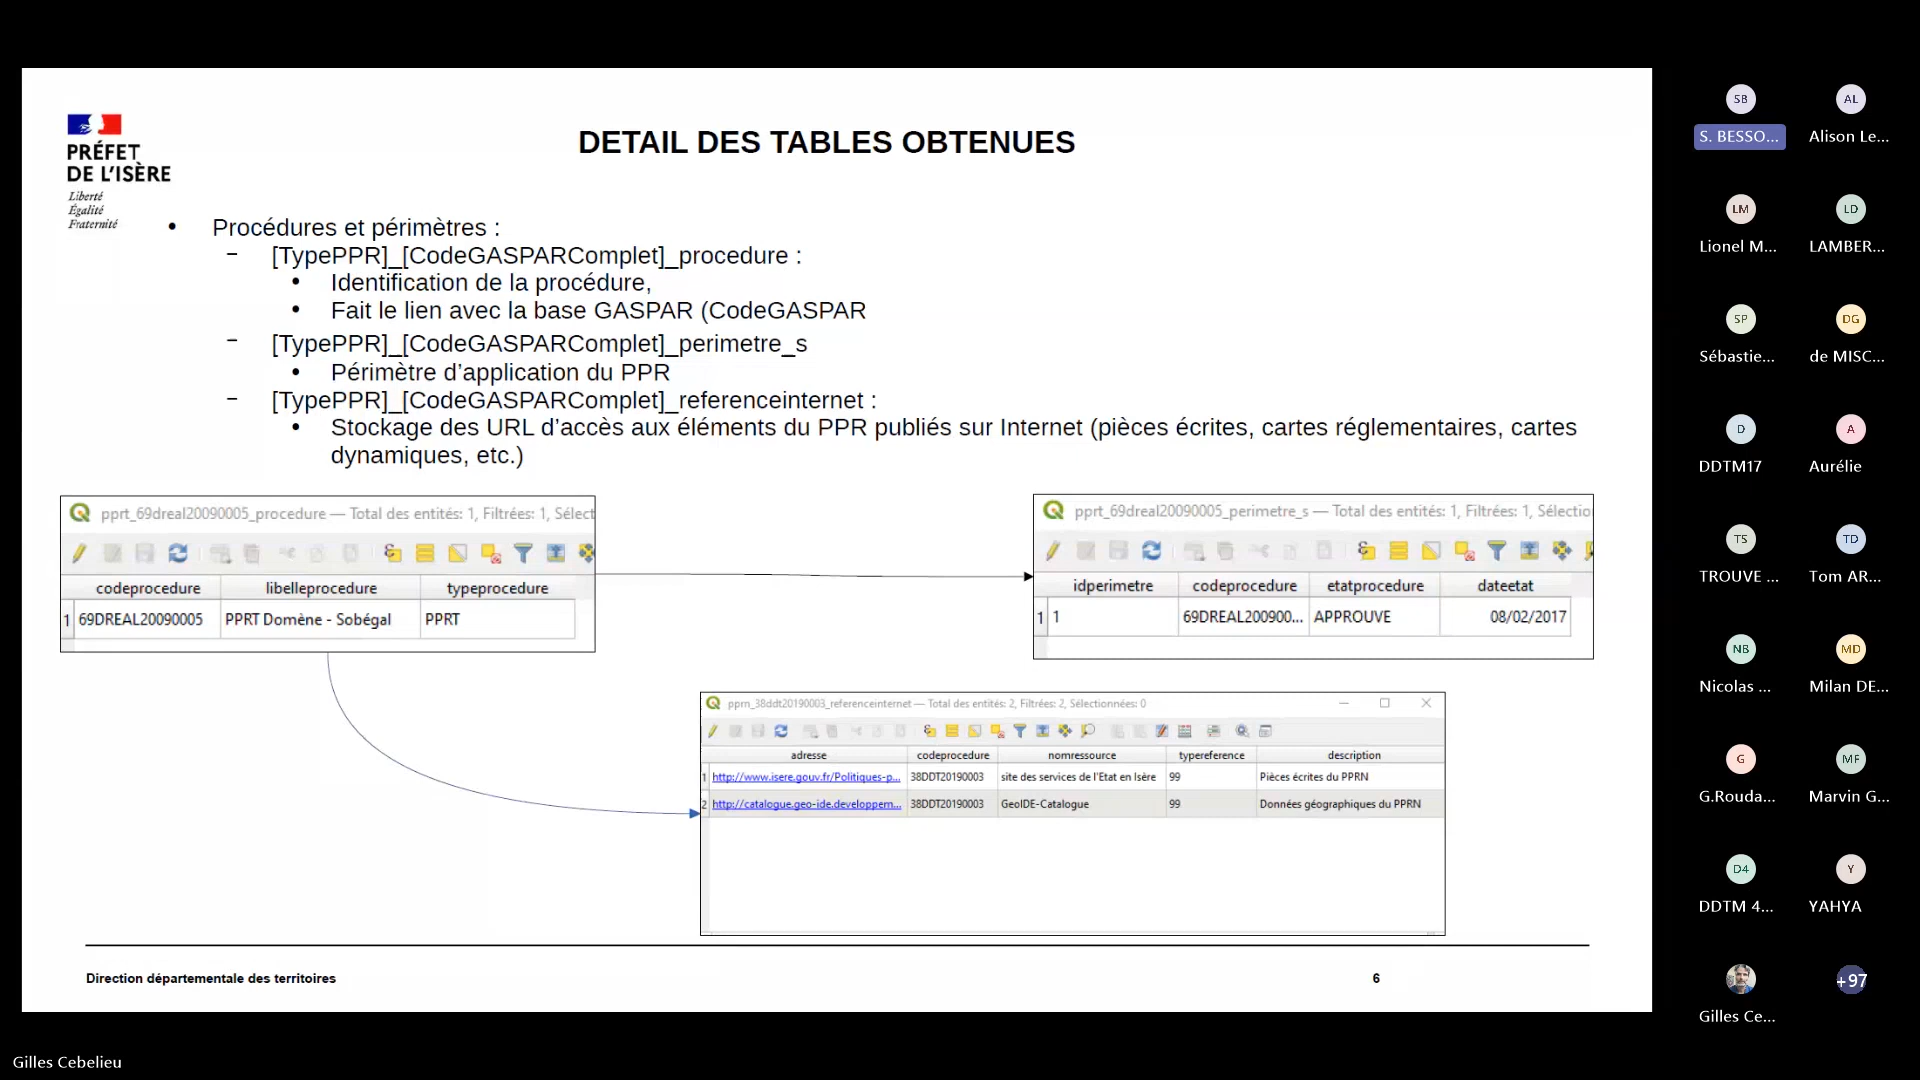 PRÉFET
DE L'ISÈRE
Liberté
Égalité
Fraternité
DETAIL DES TABLES OBTENUES
• Procédures et périmètres :
– [TypePPR]_[CodeGASPARComplet]_procedure :
• Identification de la procédure,
• Fait le lien avec la base GASPAR (CodeGASPAR
– [TypePPR]_[CodeGASPARComplet]_perimetre_s
• Périmètre d'application du PPR
– [TypePPR]_[CodeGASPARComplet]_referenceinternet :
• Stockage des URL d'accès aux éléments du PPR publiés sur Internet (pièces écrites, cartes réglementaires, cartes
dynamiques, etc.)
pprt_69dreal20090005_procedure — Total des entités: 1, Filtrées: 1, Sélect
codeprocedure libelleprocedure typeprocedure
1 69DREAL20090005 PPRT Domène - Sobégal PPRT
pprt_69dreal20090005_perimetre_s — Total des entités: 1, Filtrées: 1, Sélectio
idperimetre codeprocedure etatprocedure dateetat
1 1 69DREAL200900... APPROUVE 08/02/2017
pprn_38ddt20190003_referenceinternet — Total des entités: 2, Filtrées: 2, Sélectionnées: 0
adresse codeprocedure nomressource typereference description
1 http://www.isere.gouv.fr/Politiques-p... 38DDT20190003 site des services de l'Etat en Isère 99 Pièces écrites du PPRN
2 http://catalogue.geo-ide.developpem... 38DDT20190003 GeoIDE-Catalogue 99 Données géographiques du PPRN
Direction départementale des territoires
6
SB AL
S. BESSO... Alison Le...
LM LD
Lionel M... LAMBER...
SP DG
Sébastie... de MISC...
D A
DDTM17 Aurélie
TS TD
TROUVE ... Tom AR...
NB MD
Nicolas ... Milan DE...
G MF
G.Rouda... Marvin G...
D4 Y
DDTM 4... YAHYA
+97
Gilles Ce...
Gilles Cebelieu